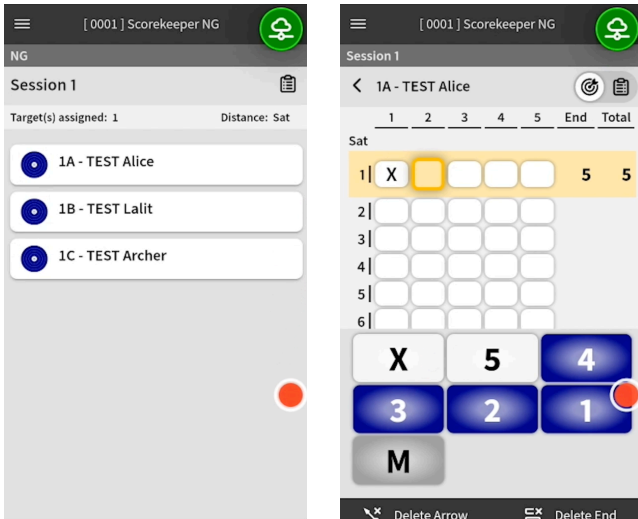 [ 0001 ] Scorekeeper NG
NG
Session 1
Target(s) assigned: 1 Distance: Sat
1A - TEST Alice
1B - TEST Lalit
1C - TEST Archer
[ 0001 ] Scorekeeper NG
Session 1
1A - TEST Alice
1 2 3 4 5 End Total
Sat
1 X 5 5
2
3
4
5
6
X 5 4
3 2 1
M
Delete Arrow Delete End